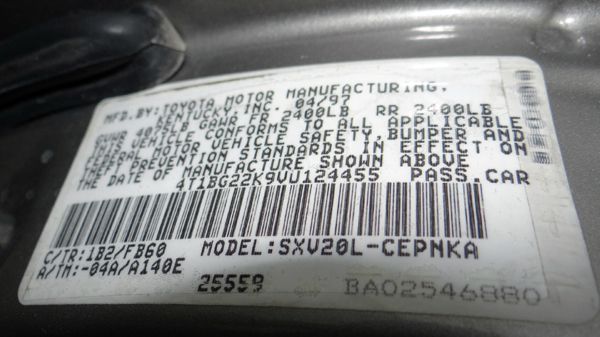 MFD.BY:TOYOTA MOTOR MANUFACTURING,
KENTUCKY,INC. 04/97
GVWR 4075LB GAWR FR 2400LB RR 2400LB
THIS VEHICLE CONFORMS TO ALL APPLICABLE
FEDERAL MOTOR VEHICLE SAFETY,BUMPER AND
THEFT PREVENTION STANDARDS IN EFFECT ON
THE DATE OF MANUFACTURE SHOWN ABOVE
4T1BG22K9VU124455 PASS.CAR
C/TR:1B2/FB60 MODEL:SXV20L-CEPNKA
A/TM:-04A/A140E
25559 BA02546880